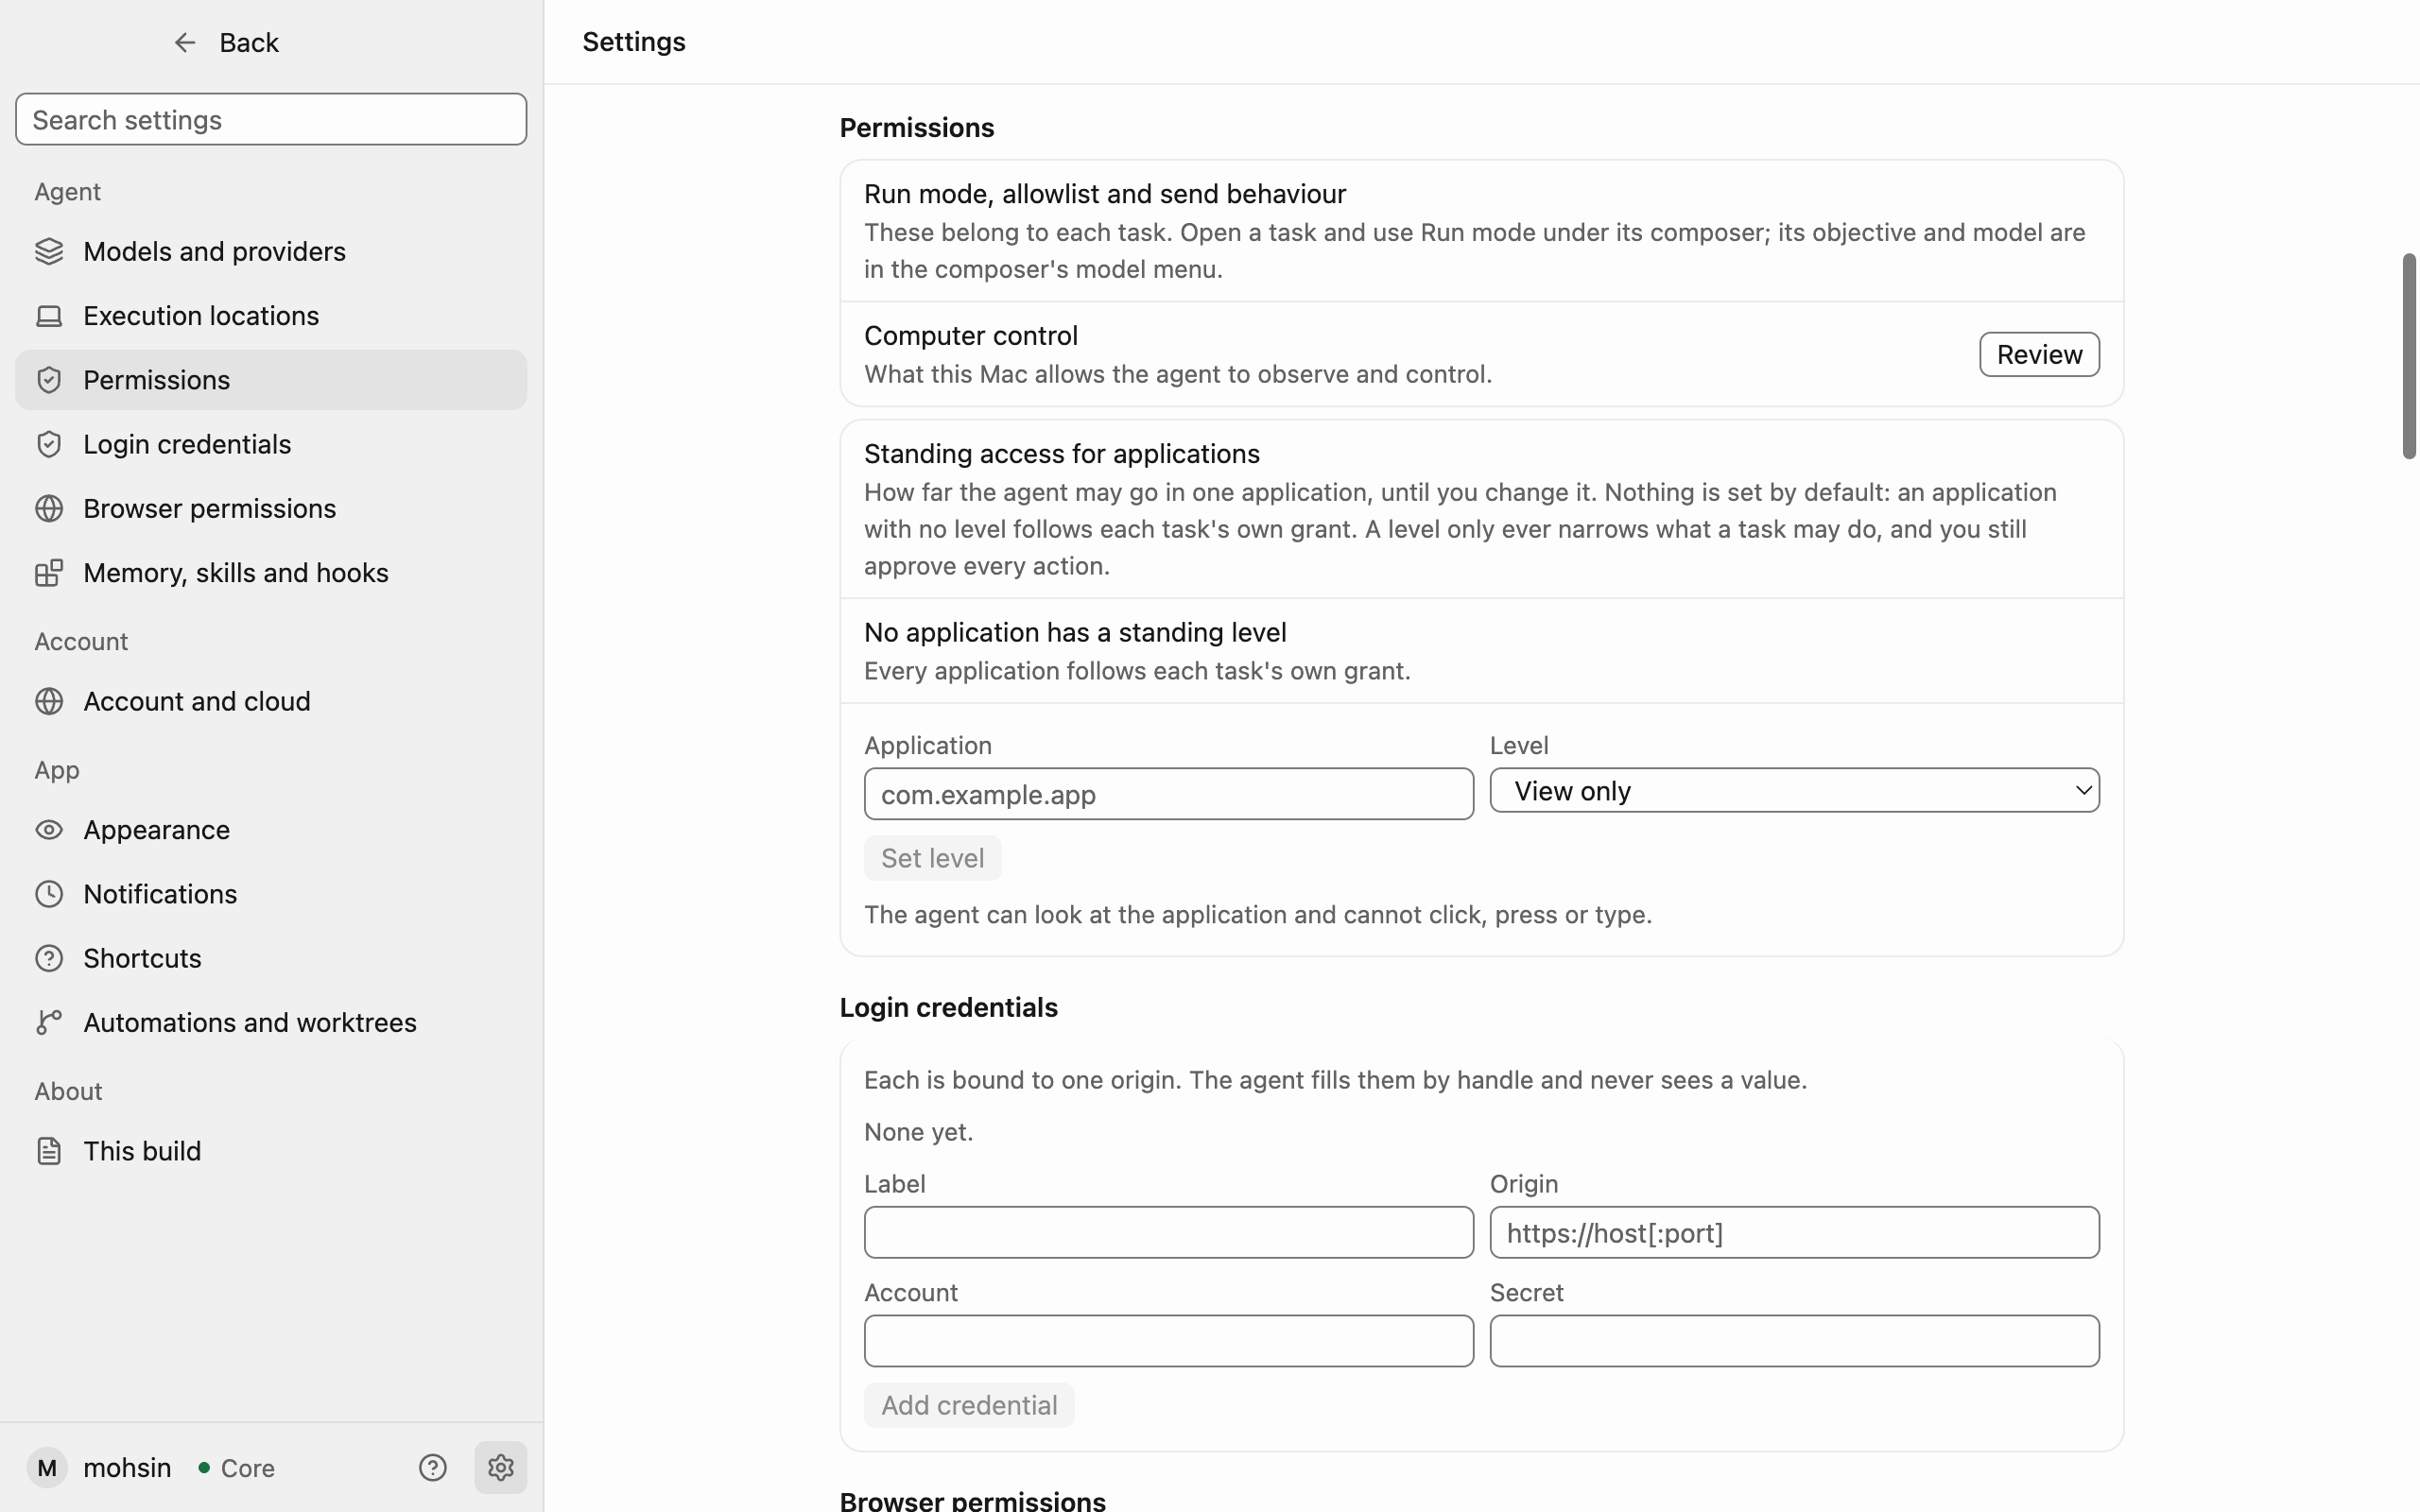 Back
Search settings
Agent
Models and providers
Execution locations
Permissions
Login credentials
Browser permissions
Memory, skills and hooks
Account
Account and cloud
App
Appearance
Notifications
Shortcuts
Automations and worktrees
About
This build
M mohsin Core
Settings
Permissions
Run mode, allowlist and send behaviour
These belong to each task. Open a task and use Run mode under its composer; its objective and model are
in the composer's model menu.
Computer control
What this Mac allows the agent to observe and control.
Review
Standing access for applications
How far the agent may go in one application, until you change it. Nothing is set by default: an application
with no level follows each task's own grant. A level only ever narrows what a task may do, and you still
approve every action.
No application has a standing level
Every application follows each task's own grant.
Application Level
com.example.app View only
Set level
The agent can look at the application and cannot click, press or type.
Login credentials
Each is bound to one origin. The agent fills them by handle and never sees a value.
None yet.
Label Origin
https://host[:port]
Account Secret
Add credential
Browser permissions